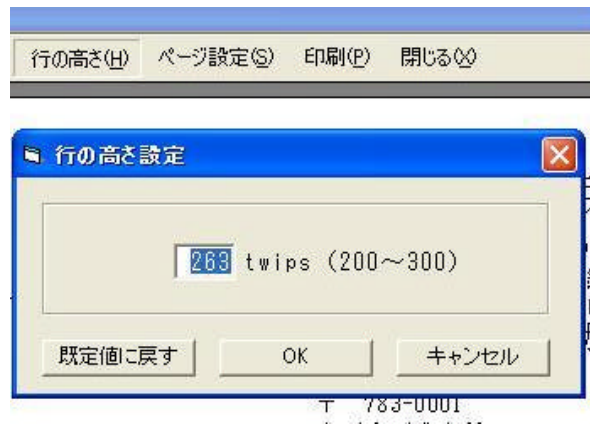 行の高さ(H) ページ設定(S) 印刷(P) 閉じる(X)
行の高さ設定
263 twips (200～300)
既定値に戻す OK キャンセル
〒 783-0001